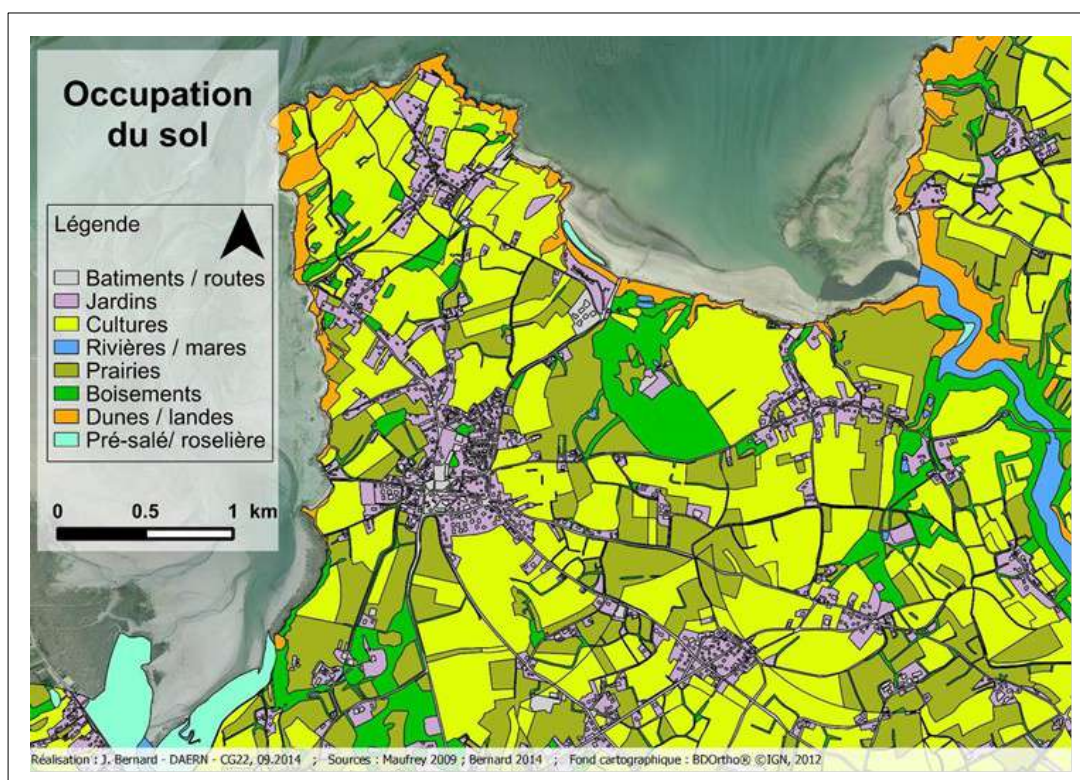 Occupation
du sol
Légende
Batiments / routes
Jardins
Cultures
Rivières / mares
Prairies
Boisements
Dunes / landes
Pré-salé/ roselière
0 0.5 1 km
Réalisation : J. Bernard - DAERN - CG22, 09.2014 ; Sources : Maufrey 2009 ; Bernard 2014 ; Fond cartographique : BDOrtho® ©IGN, 2012